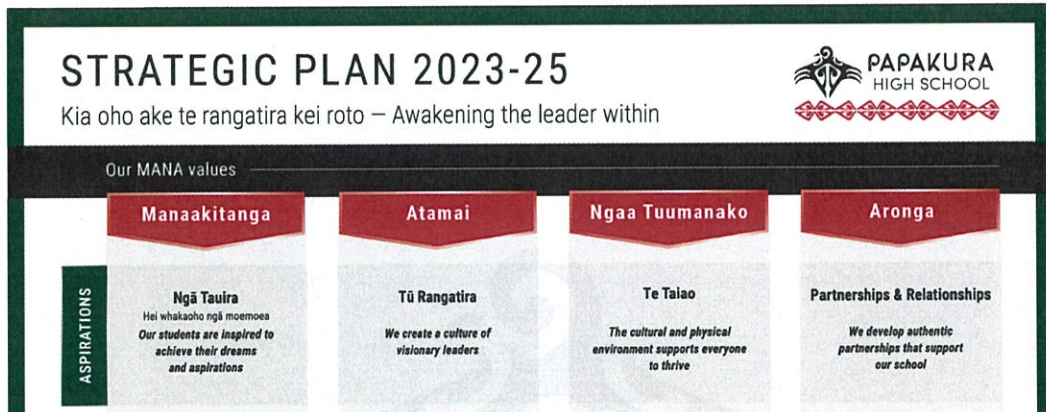 STRATEGIC PLAN 2023-25
Kia oho ake te rangatira kei roto — Awakening the leader within
PAPAKURA
HIGH SCHOOL
Our MANA values
Manaakitanga
Atamai
Ngaa Tuumanako
Aronga
ASPIRATIONS
Ngā Tauira
Hei whakaoho ngā moemoea
Our students are inspired to
achieve their dreams
and aspirations
Tū Rangatira
We create a culture of
visionary leaders
Te Taiao
The cultural and physical
environment supports everyone
to thrive
Partnerships & Relationships
We develop authentic
partnerships that support
our school